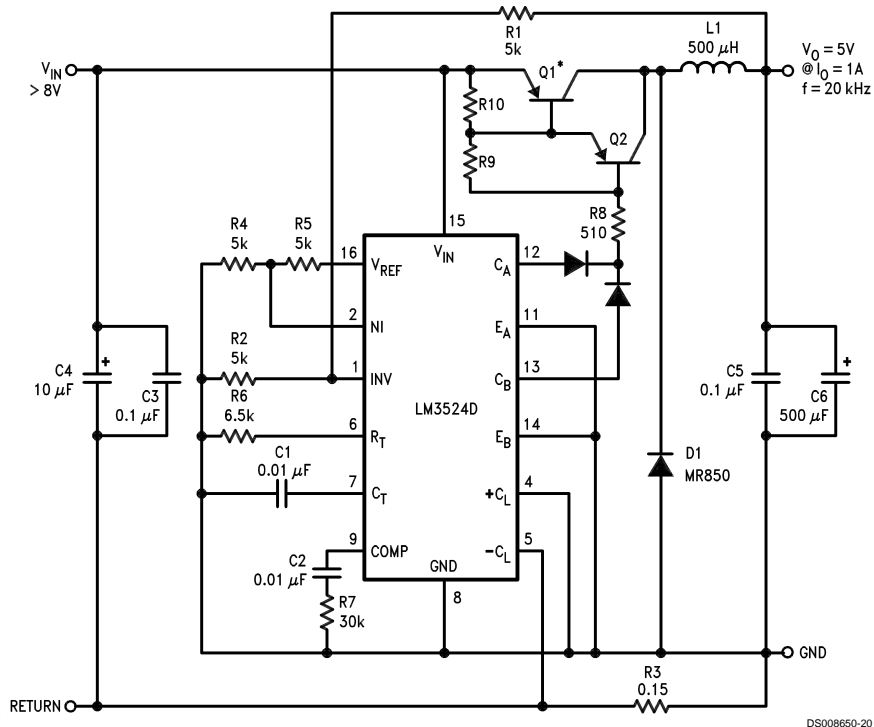 R1
5k
L1
500 μH
V_O = 5V
@ I_O = 1A
f = 20 kHz
V_IN
> 8V
Q1*
R10
Q2
R9
R8
510
15
R4
5k
R5
5k
16
V_REF
V_IN
C_A
12
2
NI
E_A
11
R2
5k
1
INV
C_B
13
C4
10 μF
+
C3
0.1 μF
R6
6.5k
LM3524D
C5
0.1 μF
+
C6
500 μF
6
R_T
E_B
14
C1
0.01 μF
D1
MR850
7
C_T
+C_L
4
9
COMP
-C_L
5
C2
0.01 μF
GND
8
R7
30k
GND
R3
0.15
RETURN
DS008650-20